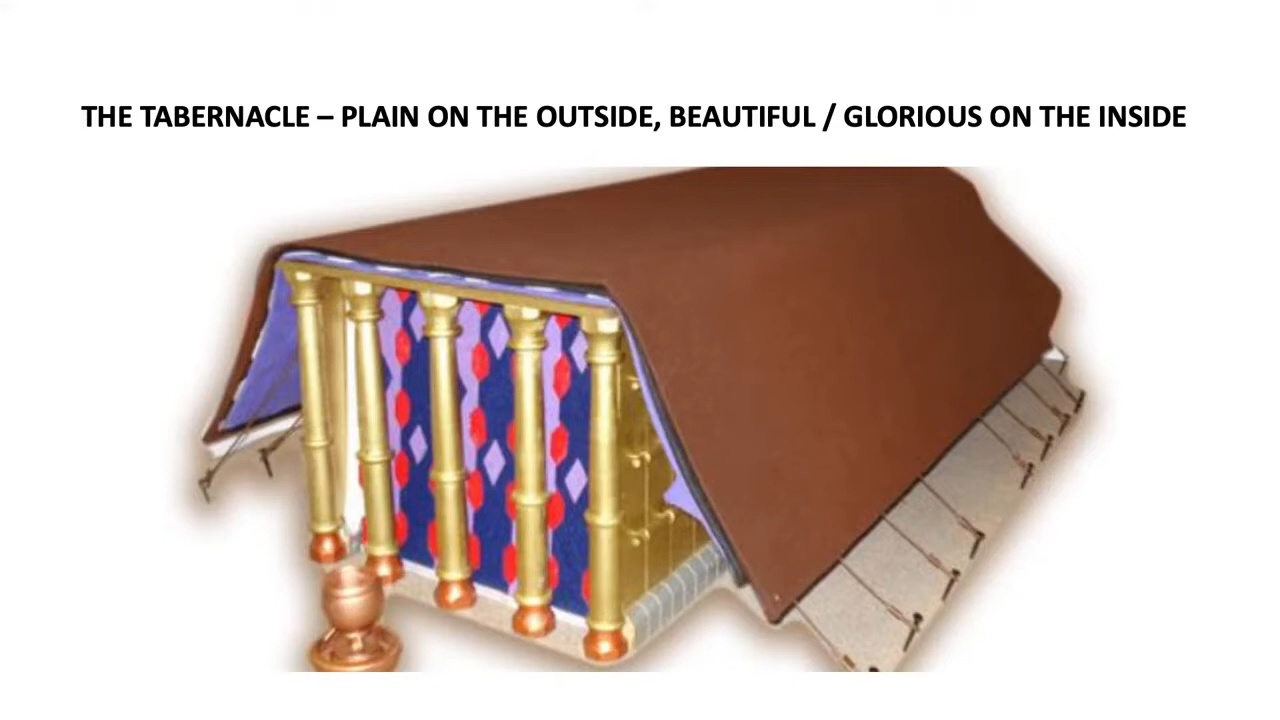 THE TABERNACLE – PLAIN ON THE OUTSIDE, BEAUTIFUL / GLORIOUS ON THE INSIDE